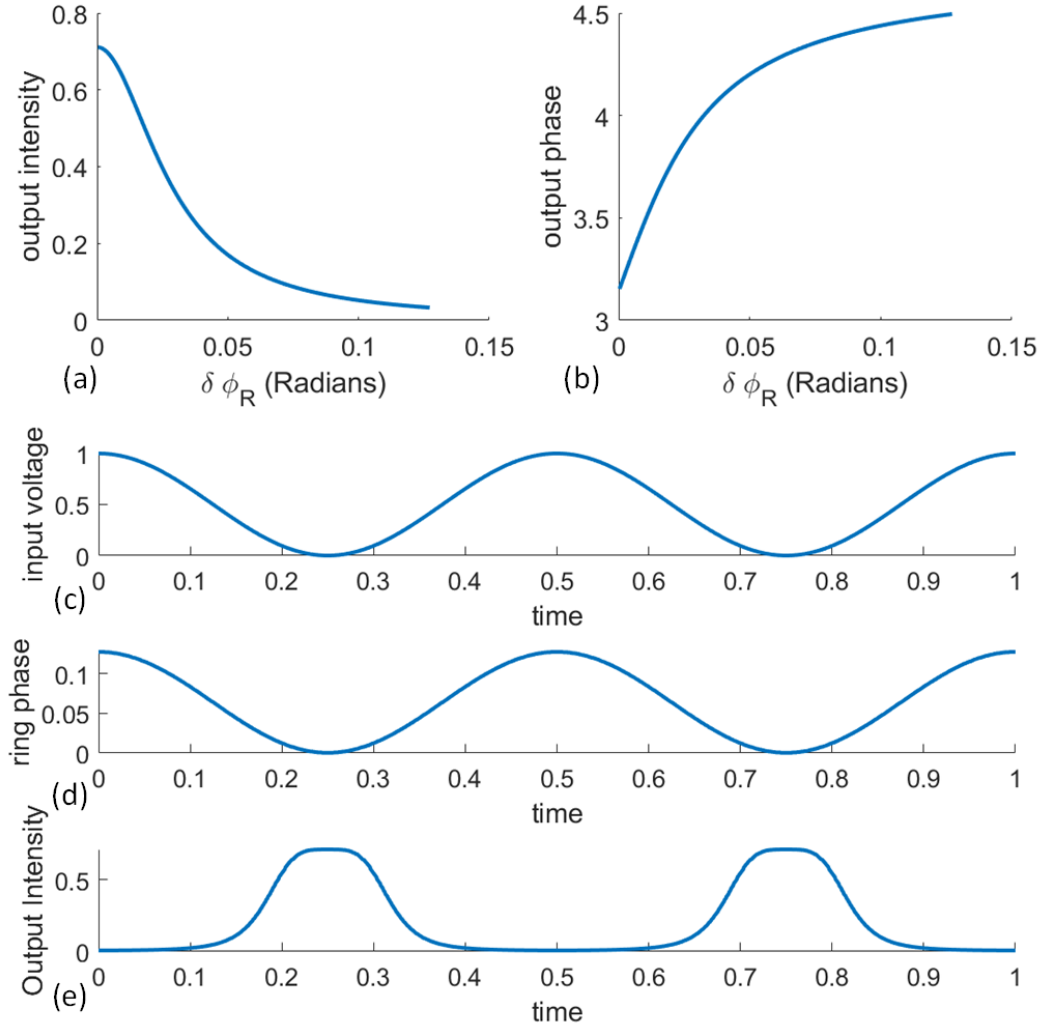 output intensity
0.8
0.6
0.4
0.2
0
0
0.05
0.1
0.15
(a)
δ ϕ_R (Radians)
output phase
4.5
4
3.5
3
0
0.05
0.1
0.15
(b)
δ ϕ_R (Radians)
input voltage
1
0.5
0
0 0.1 0.2 0.3 0.4 0.5 0.6 0.7 0.8 0.9 1
(c)
time
ring phase
0.1
0.05
0
0 0.1 0.2 0.3 0.4 0.5 0.6 0.7 0.8 0.9 1
(d)
time
Output Intensity
0.5
0
0 0.1 0.2 0.3 0.4 0.5 0.6 0.7 0.8 0.9 1
(e)
time